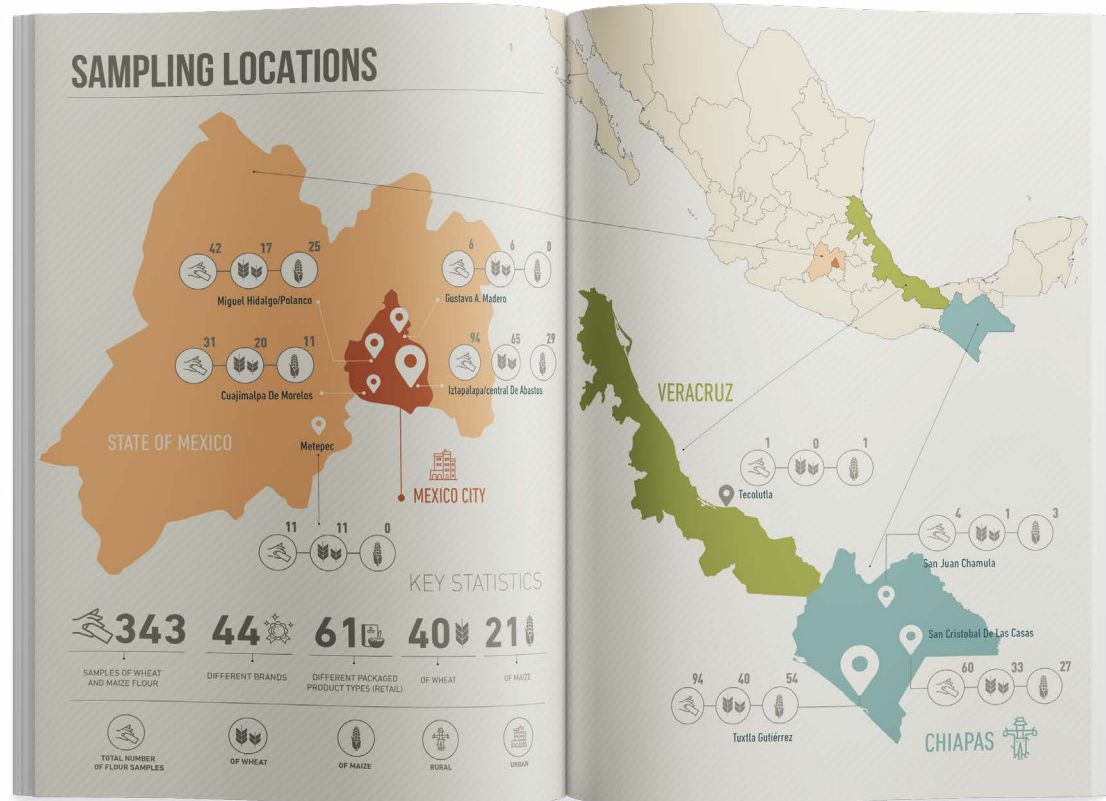 SAMPLING LOCATIONS
42 17 25
Miguel Hidalgo/Polanco
6 6 0
Gustavo A. Madero
31 20 11
Cuajimalpa De Morelos
94 65 29
Iztapalapa/central De Abastos
STATE OF MEXICO
Metepec
MEXICO CITY
11 11 0
KEY STATISTICS
343
SAMPLES OF WHEAT
AND MAIZE FLOUR
44
DIFFERENT BRANDS
61
DIFFERENT PACKAGED
PRODUCT TYPES (RETAIL)
40
OF WHEAT
21
OF MAIZE
TOTAL NUMBER
OF FLOUR SAMPLES
OF WHEAT
OF MAIZE
RURAL
URBAN
VERACRUZ
1 0 1
Tecolutla
4 1 3
San Juan Chamula
San Cristobal De Las Casas
60 33 27
94 40 54
Tuxtla Gutiérrez
CHIAPAS